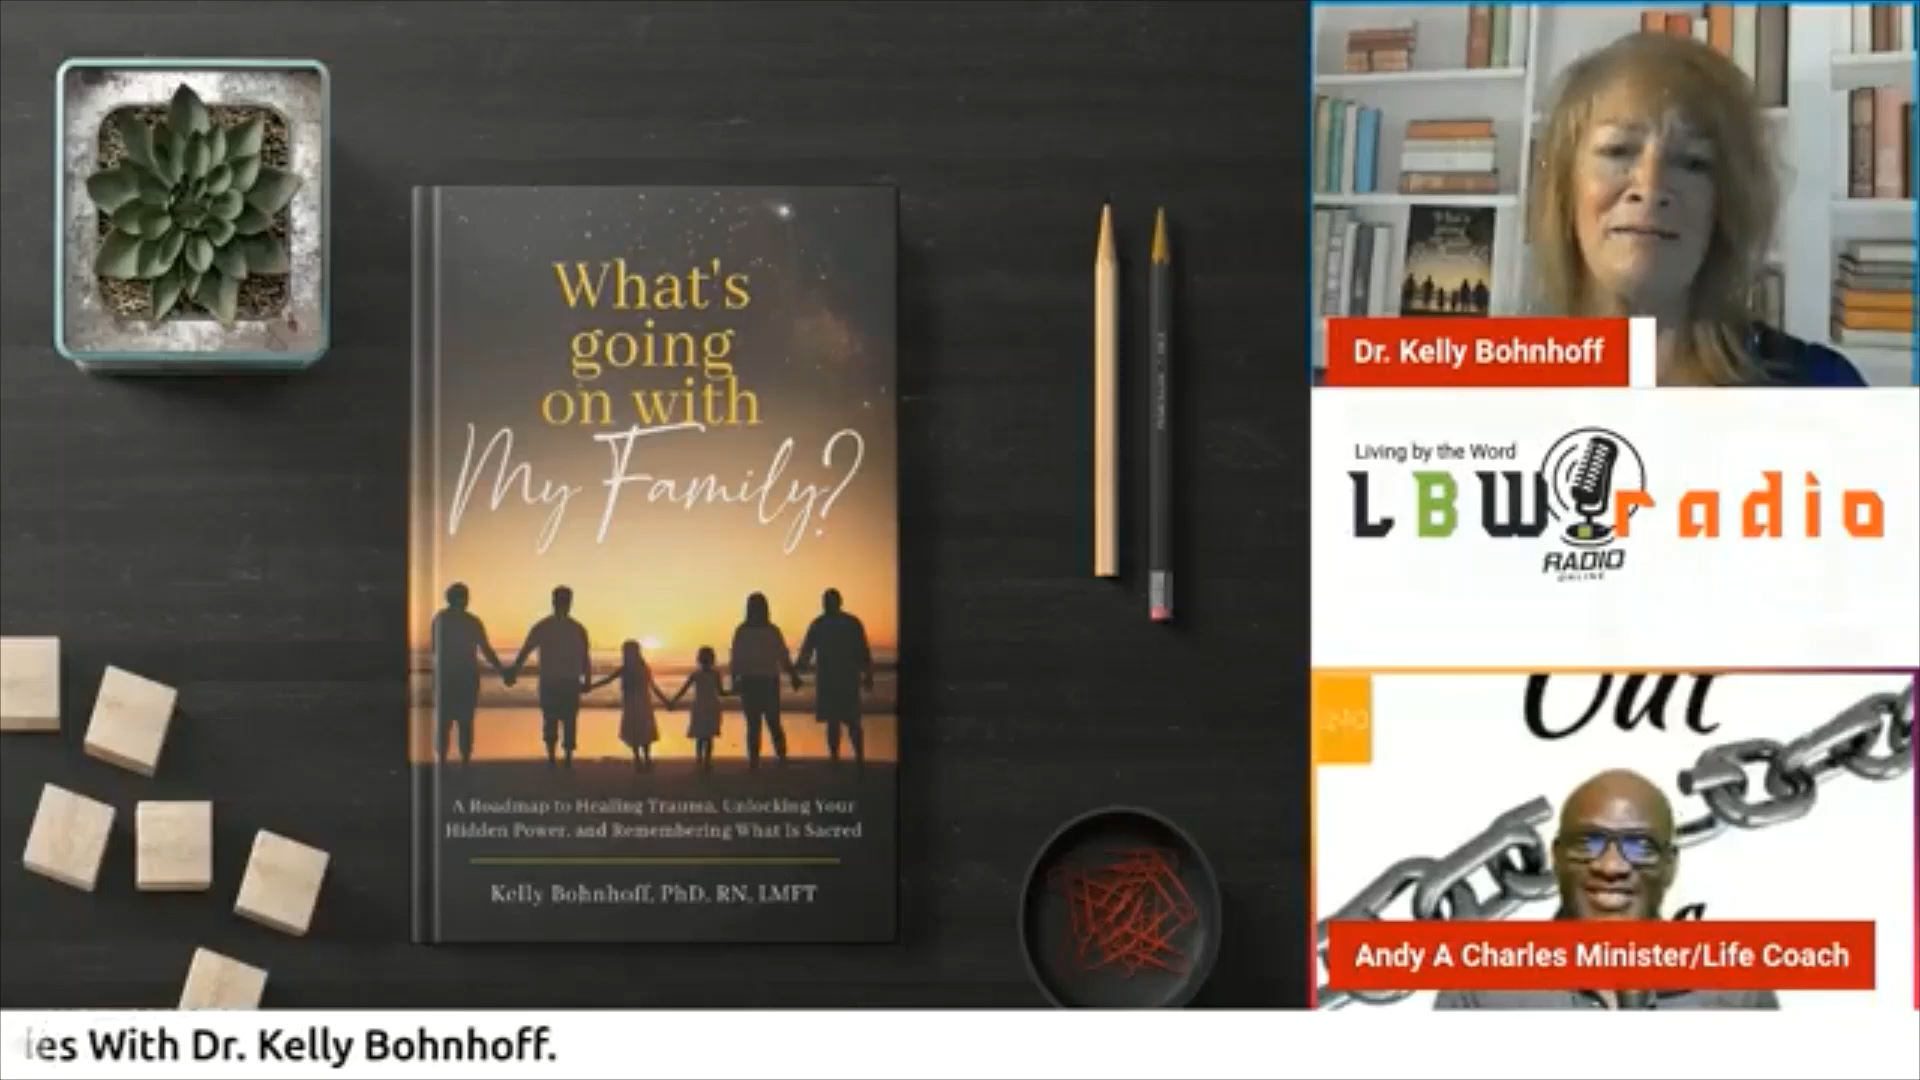 What's
going
on with
My Family?
A Roadmap to Healing Trauma, Unlocking Your
Hidden Power, and Remembering What Is Sacred
Kelly Bohnhoff, PhD, RN, LMFT
Dr. Kelly Bohnhoff
Living by the Word
LBW radio
RADIO
ONLINE
Out
Andy A Charles Minister/Life Coach
ies With Dr. Kelly Bohnhoff.